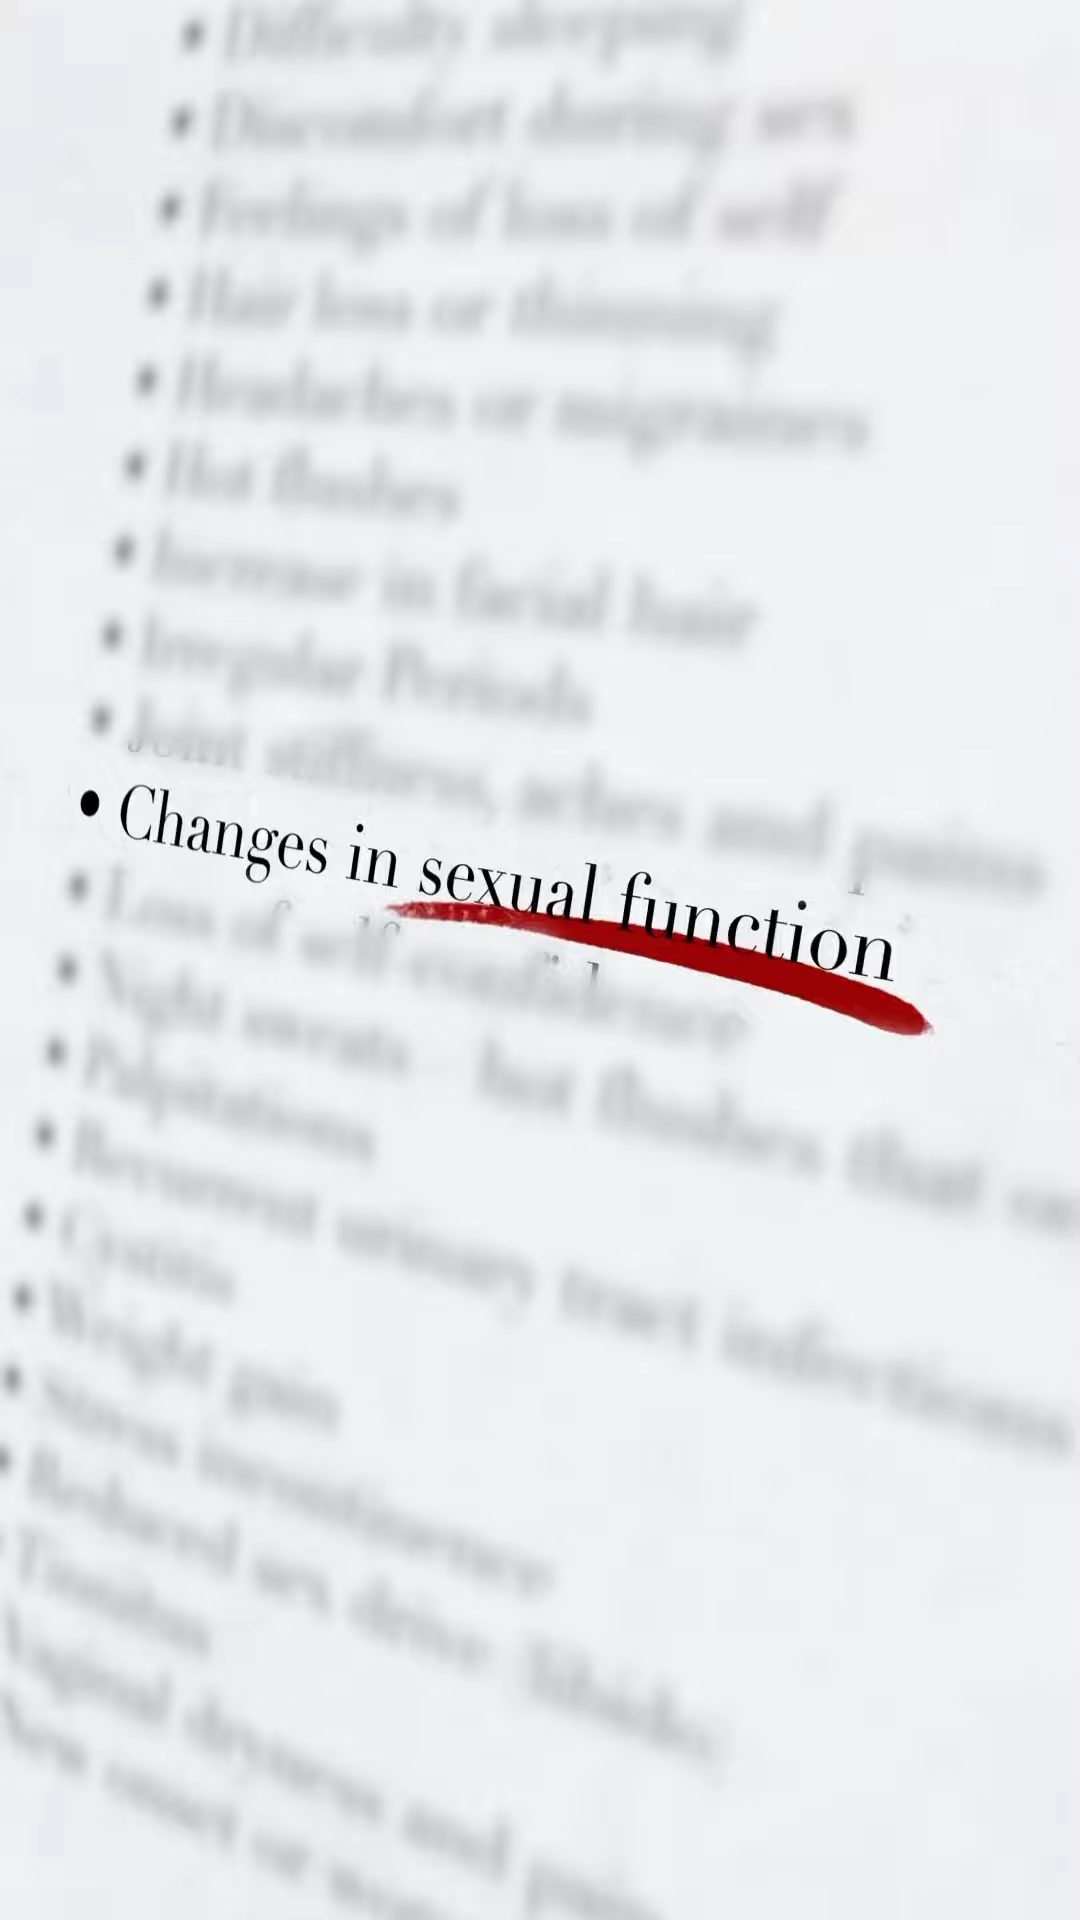 • Difficulty sleeping
• Discomfort during sex
• Feelings of loss of self
• Hair loss or thinning
• Headaches or migraines
• Hot flushes
• Increase in facial hair
• Irregular Periods
• Joint stiffness, aches and pains
• Changes in sexual function
• Loss of self confidence
• Night sweats hot flushes that
• Palpitations
• Recurrent urinary tract infections
• Cystitis
• Weight gain
• Stress incontinence
• Reduced sex drive (libido)
Tinnitus
Vaginal dryness and pain
New onset or